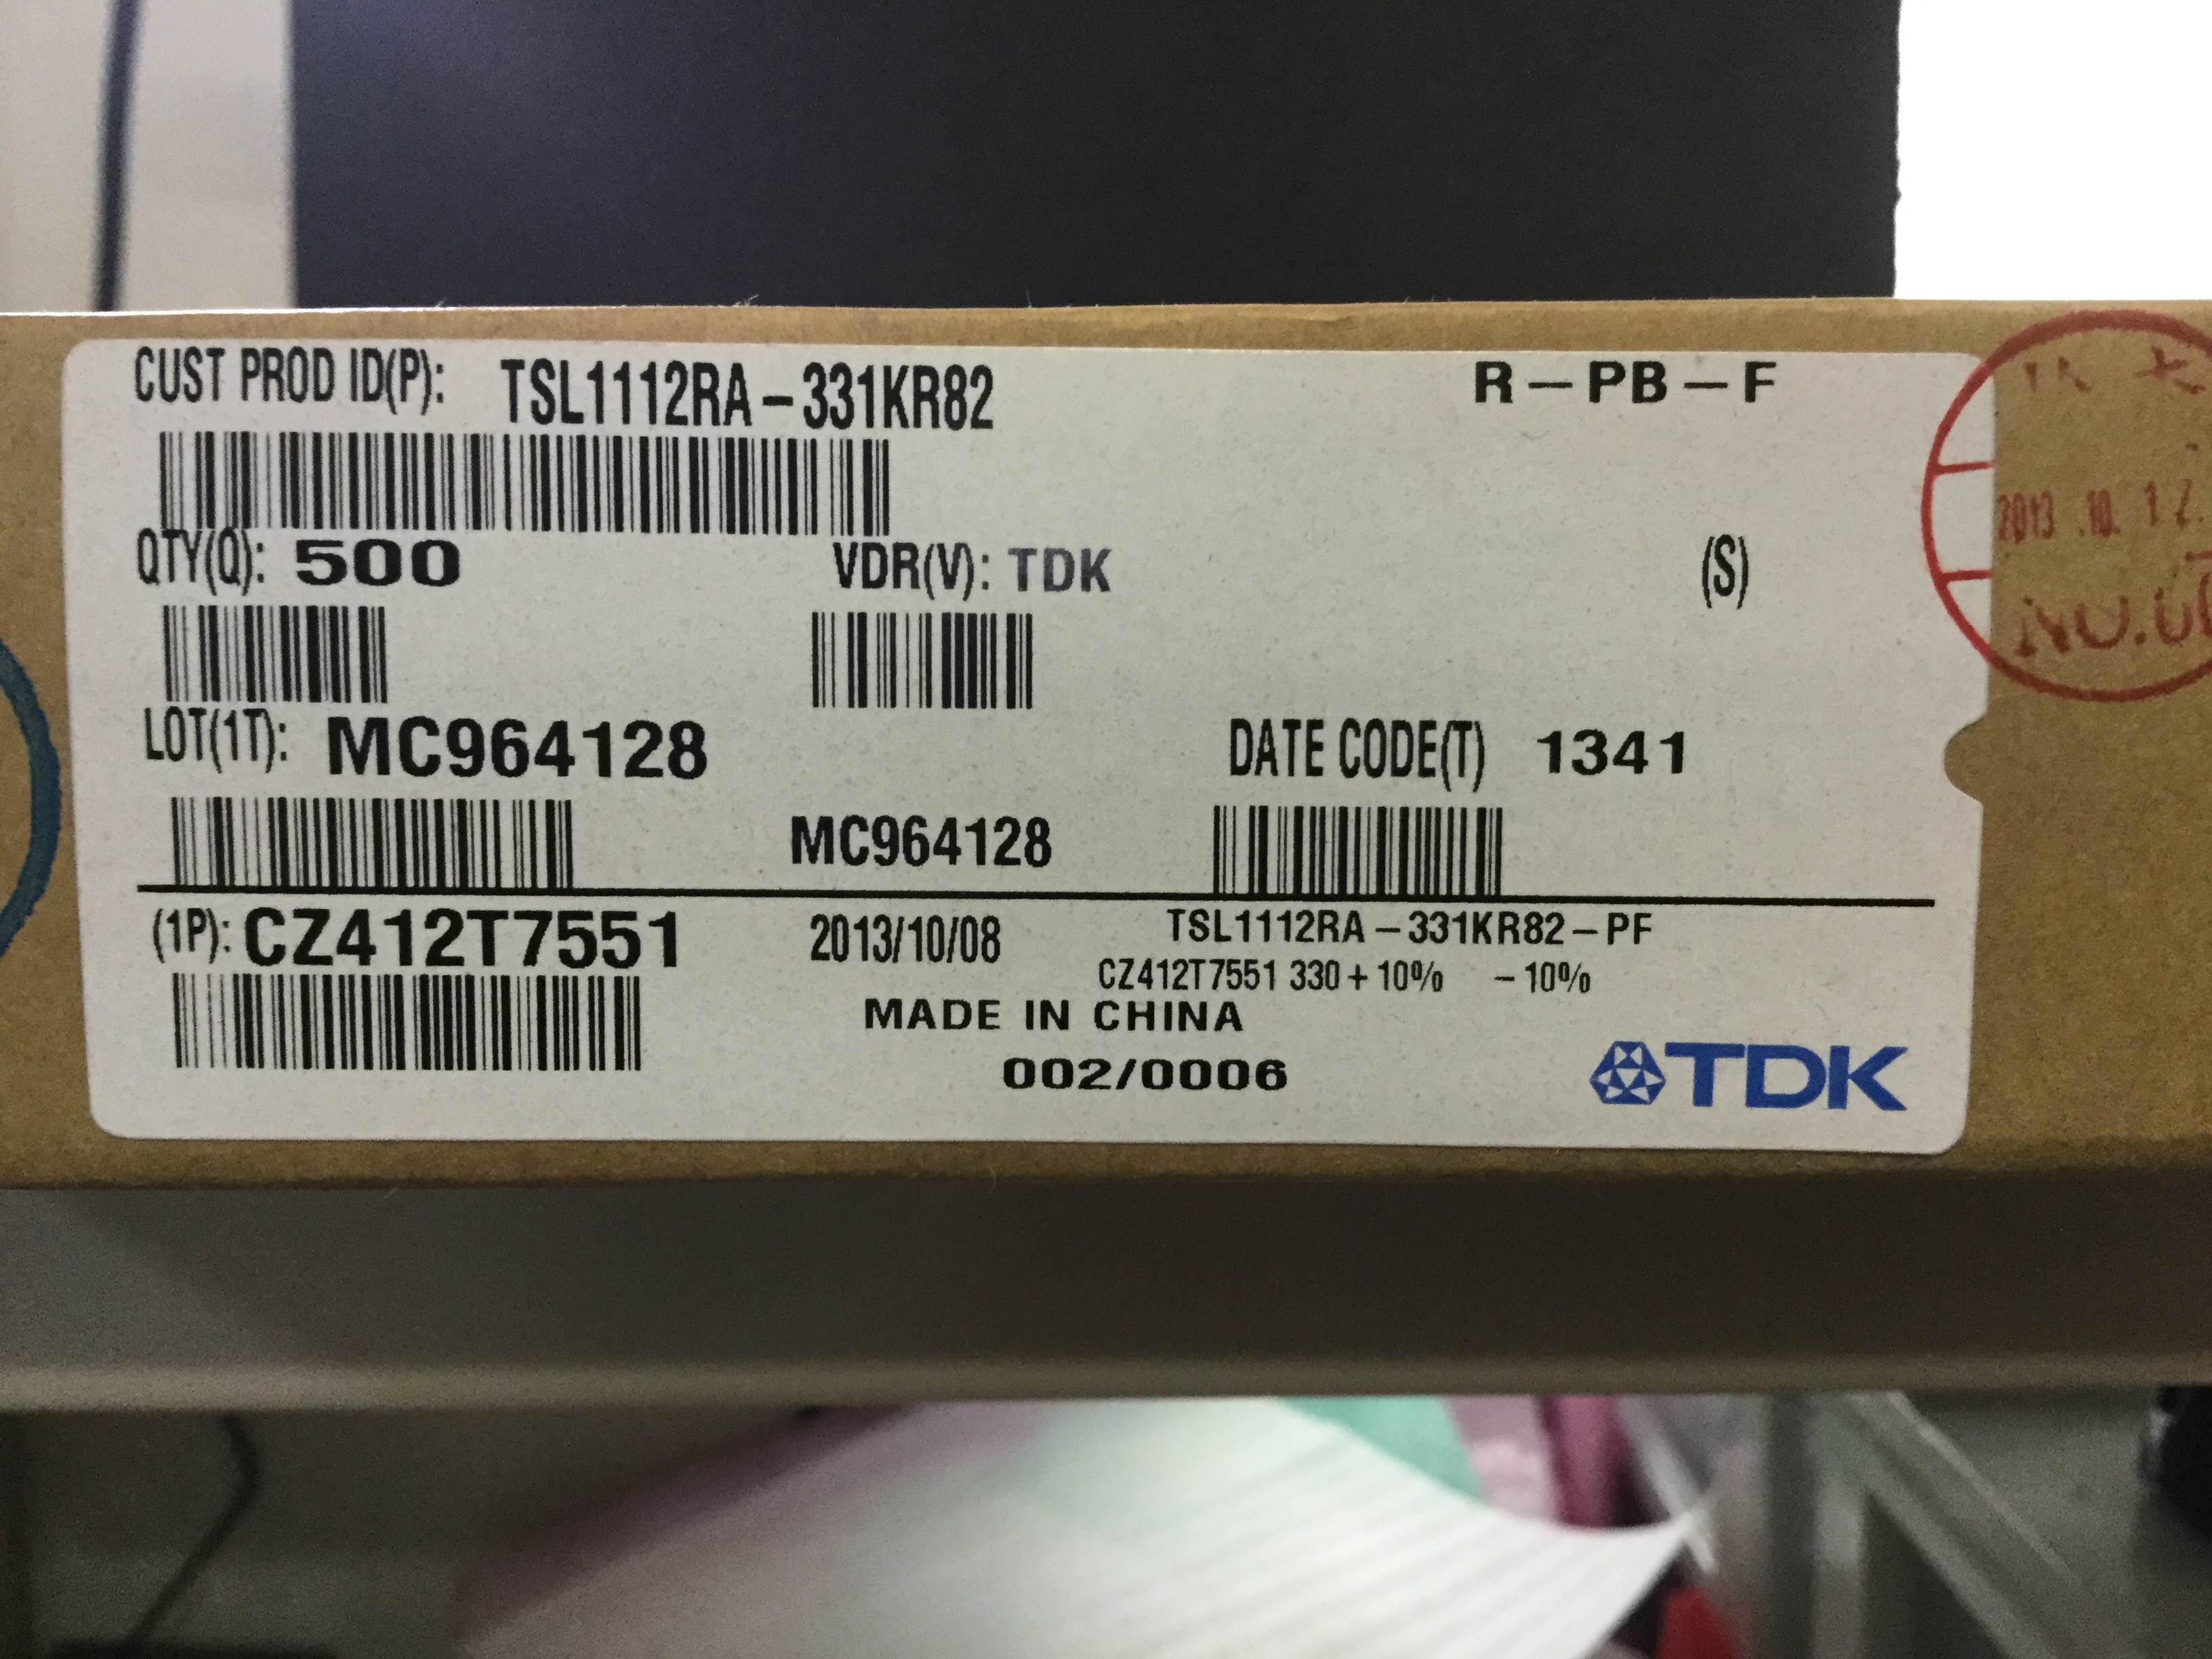 CUST PROD ID(P): TSL1112RA-331KR82 R-PB-F
QTY(Q): 500 VDR(V): TDK (S)
LOT(1T): MC964128 DATE CODE(T) 1341
MC964128
(1P): CZ412T7551 2013/10/08 TSL1112RA-331KR82-PF
CZ412T7551 330+10% -10%
MADE IN CHINA
002/0006
TDK
2013.10.12